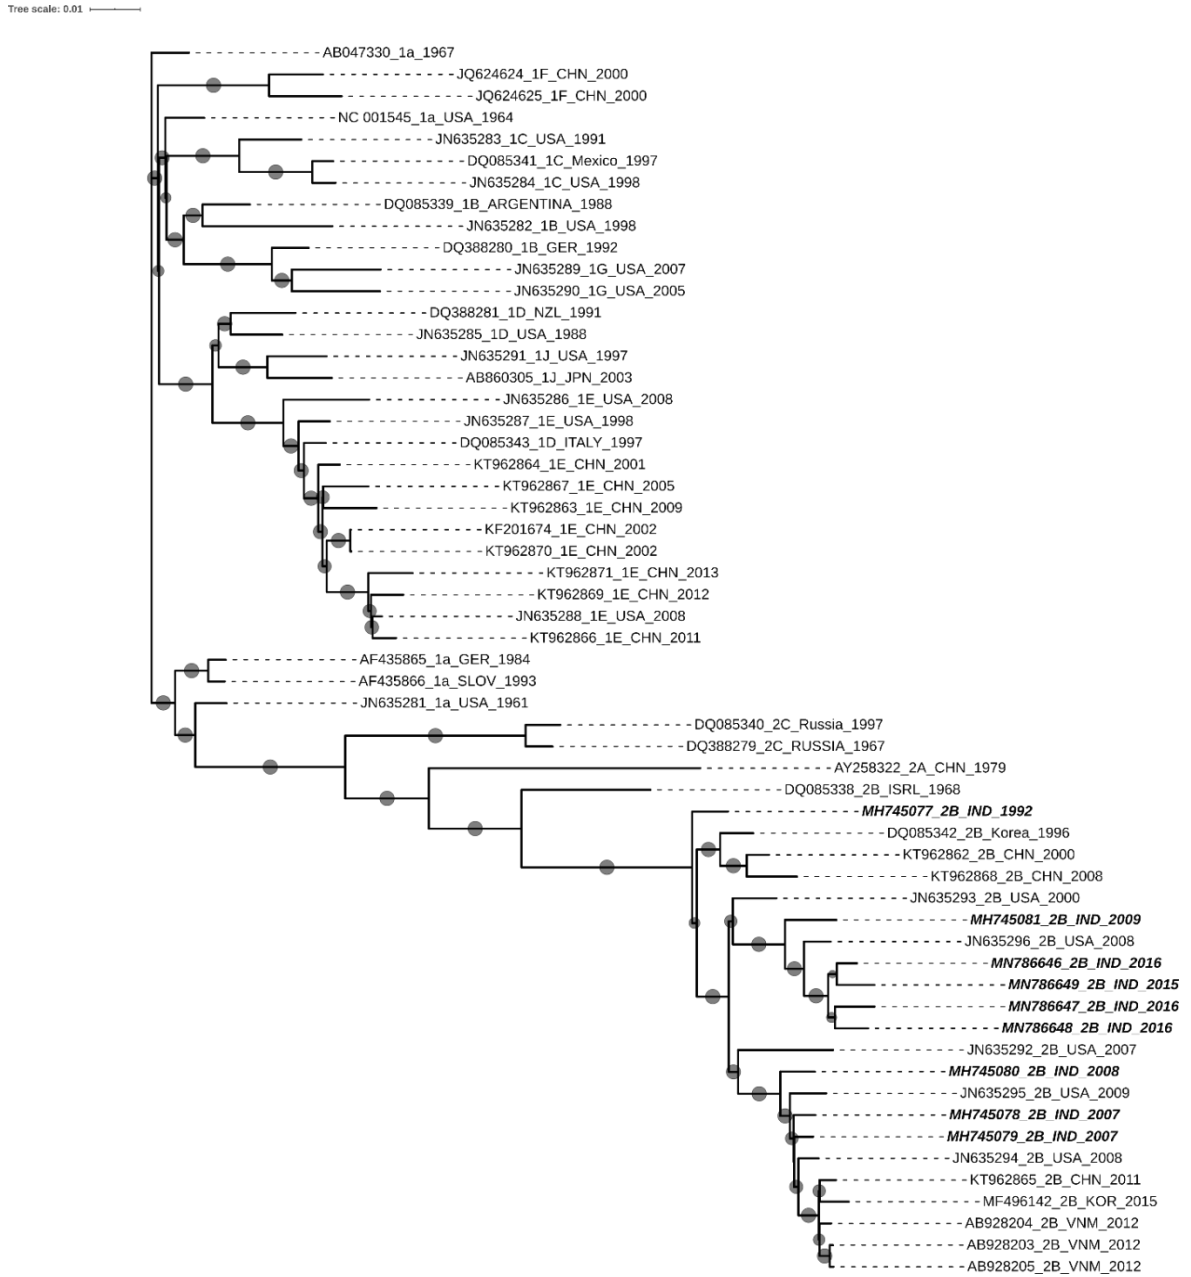 Tree scale: 0.01
AB047330_1a_1967
JQ624624_1F_CHN_2000
JQ624625_1F_CHN_2000
NC 001545_1a_USA_1964
JN635283_1C_USA_1991
DQ085341_1C_Mexico_1997
JN635284_1C_USA_1998
DQ085339_1B_ARGENTINA_1988
JN635282_1B_USA_1998
DQ388280_1B_GER_1992
JN635289_1G_USA_2007
JN635290_1G_USA_2005
DQ388281_1D_NZL_1991
JN635285_1D_USA_1988
JN635291_1J_USA_1997
AB860305_1J_JPN_2003
JN635286_1E_USA_2008
JN635287_1E_USA_1998
DQ085343_1D_ITALY_1997
KT962864_1E_CHN_2001
KT962867_1E_CHN_2005
KT962863_1E_CHN_2009
KF201674_1E_CHN_2002
KT962870_1E_CHN_2002
KT962871_1E_CHN_2013
KT962869_1E_CHN_2012
JN635288_1E_USA_2008
KT962866_1E_CHN_2011
AF435865_1a_GER_1984
AF435866_1a_SLOV_1993
JN635281_1a_USA_1961
DQ085340_2C_Russia_1997
DQ388279_2C_RUSSIA_1967
AY258322_2A_CHN_1979
DQ085338_2B_ISRL_1968
MH745077_2B_IND_1992
DQ085342_2B_Korea_1996
KT962862_2B_CHN_2000
KT962868_2B_CHN_2008
JN635293_2B_USA_2000
MH745081_2B_IND_2009
JN635296_2B_USA_2008
MN786646_2B_IND_2016
MN786649_2B_IND_2015
MN786647_2B_IND_2016
MN786648_2B_IND_2016
JN635292_2B_USA_2007
MH745080_2B_IND_2008
JN635295_2B_USA_2009
MH745078_2B_IND_2007
MH745079_2B_IND_2007
JN635294_2B_USA_2008
KT962865_2B_CHN_2011
MF496142_2B_KOR_2015
AB928204_2B_VNM_2012
AB928203_2B_VNM_2012
AB928205_2B_VNM_2012